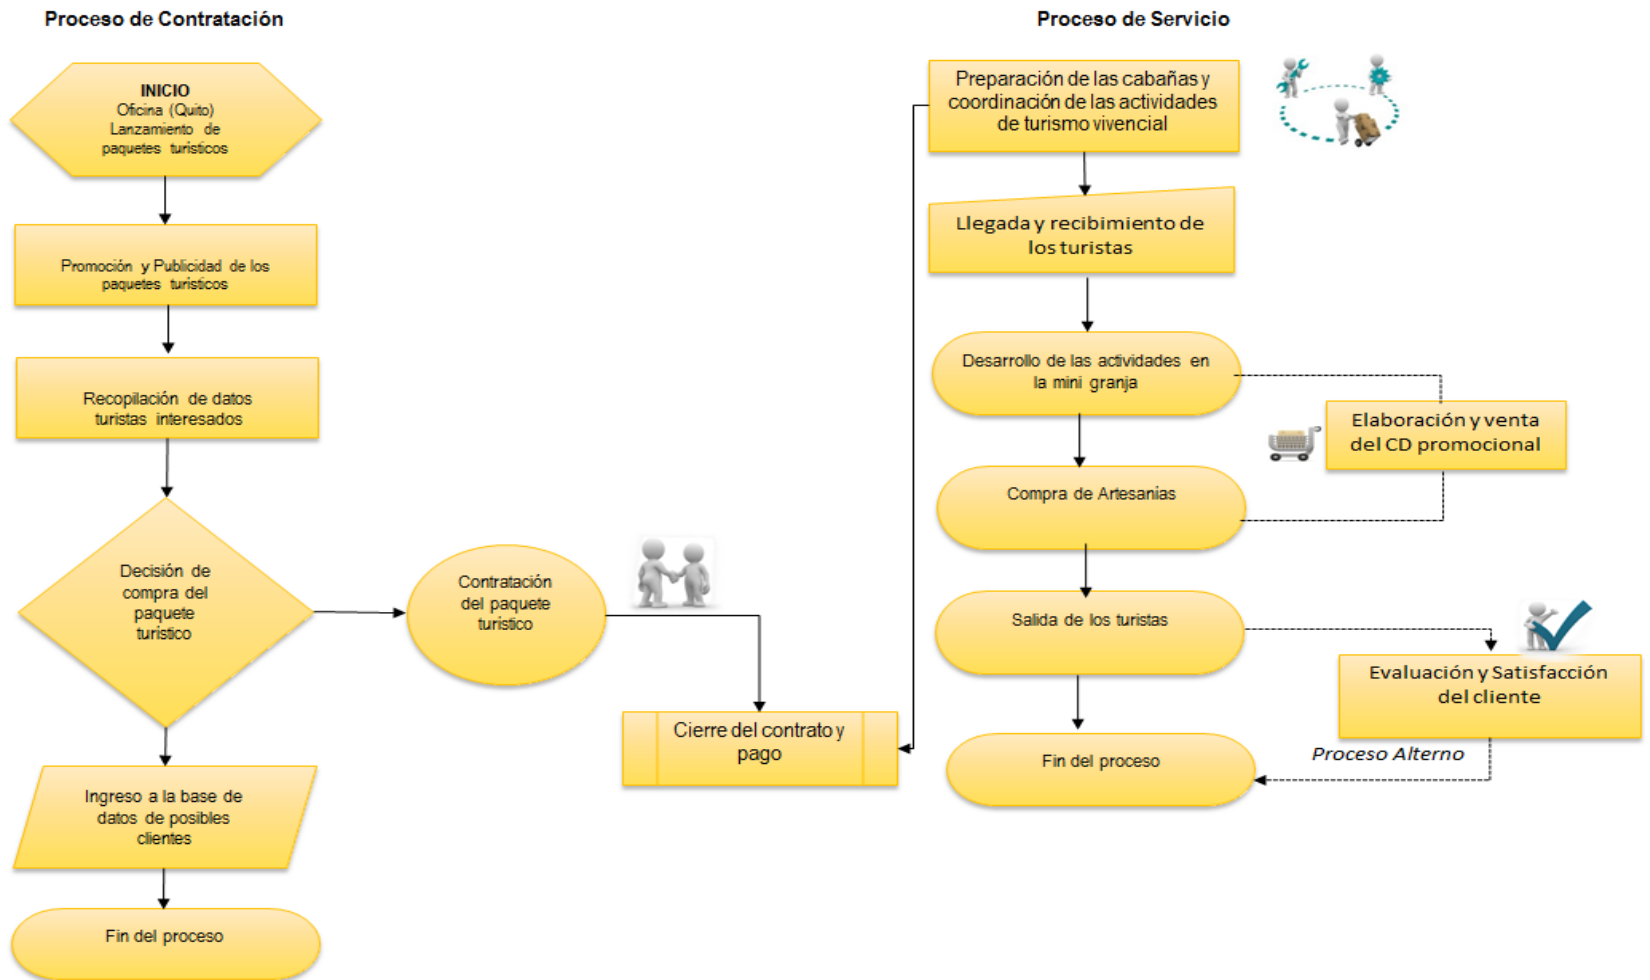 Proceso de Contratación
INICIO
Oficina (Quito)
Lanzamiento de
paquetes turísticos
Promoción y Publicidad de los
paquetes turísticos
Recopilación de datos
turistas interesados
Decisión de
compra del
paquete
turístico
Contratación
del paquete
turístico
Cierre del contrato y
pago
Ingreso a la base de
datos de posibles
clientes
Fin del proceso
Proceso de Servicio
Preparación de las cabañas y
coordinación de las actividades
de turismo vivencial
Llegada y recibimiento de
los turistas
Desarrollo de las actividades en
la mini granja
Elaboración y venta
del CD promocional
Compra de Artesanías
Salida de los turistas
Evaluación y Satisfacción
del cliente
Proceso Alterno
Fin del proceso